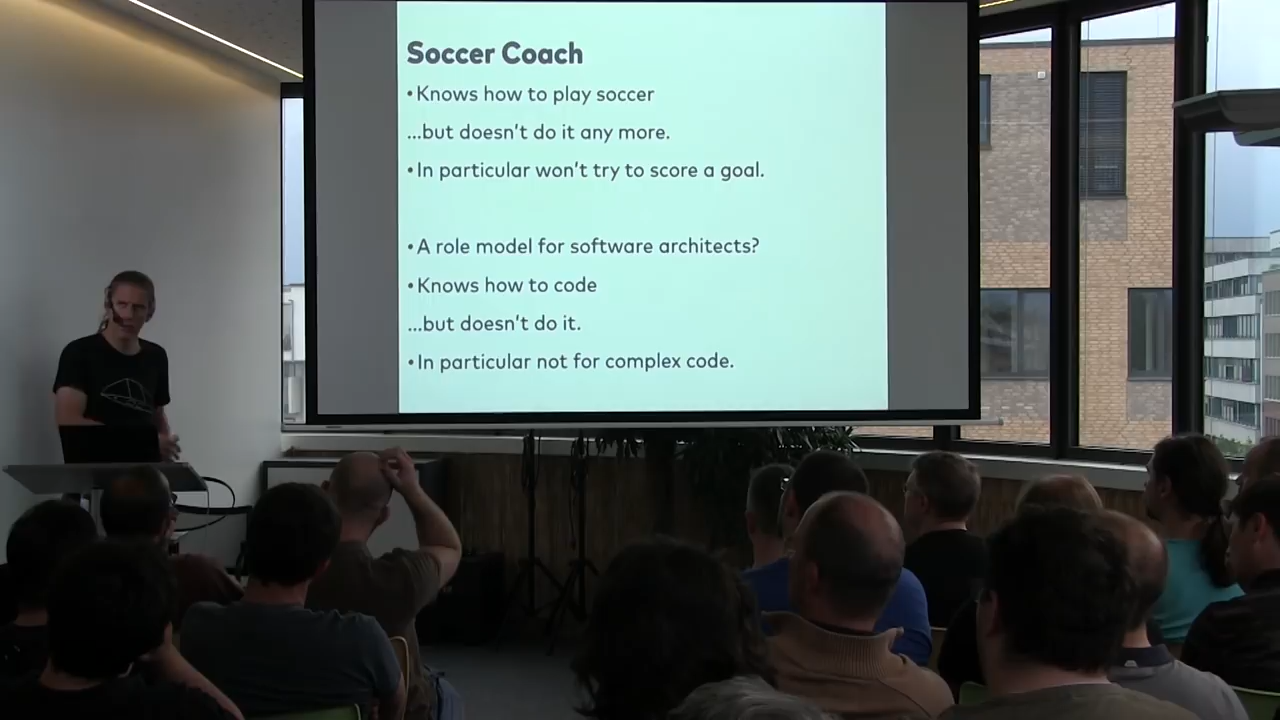 Soccer Coach
•Knows how to play soccer
...but doesn't do it any more.
•In particular won't try to score a goal.
•A role model for software architects?
•Knows how to code
...but doesn't do it.
•In particular not for complex code.